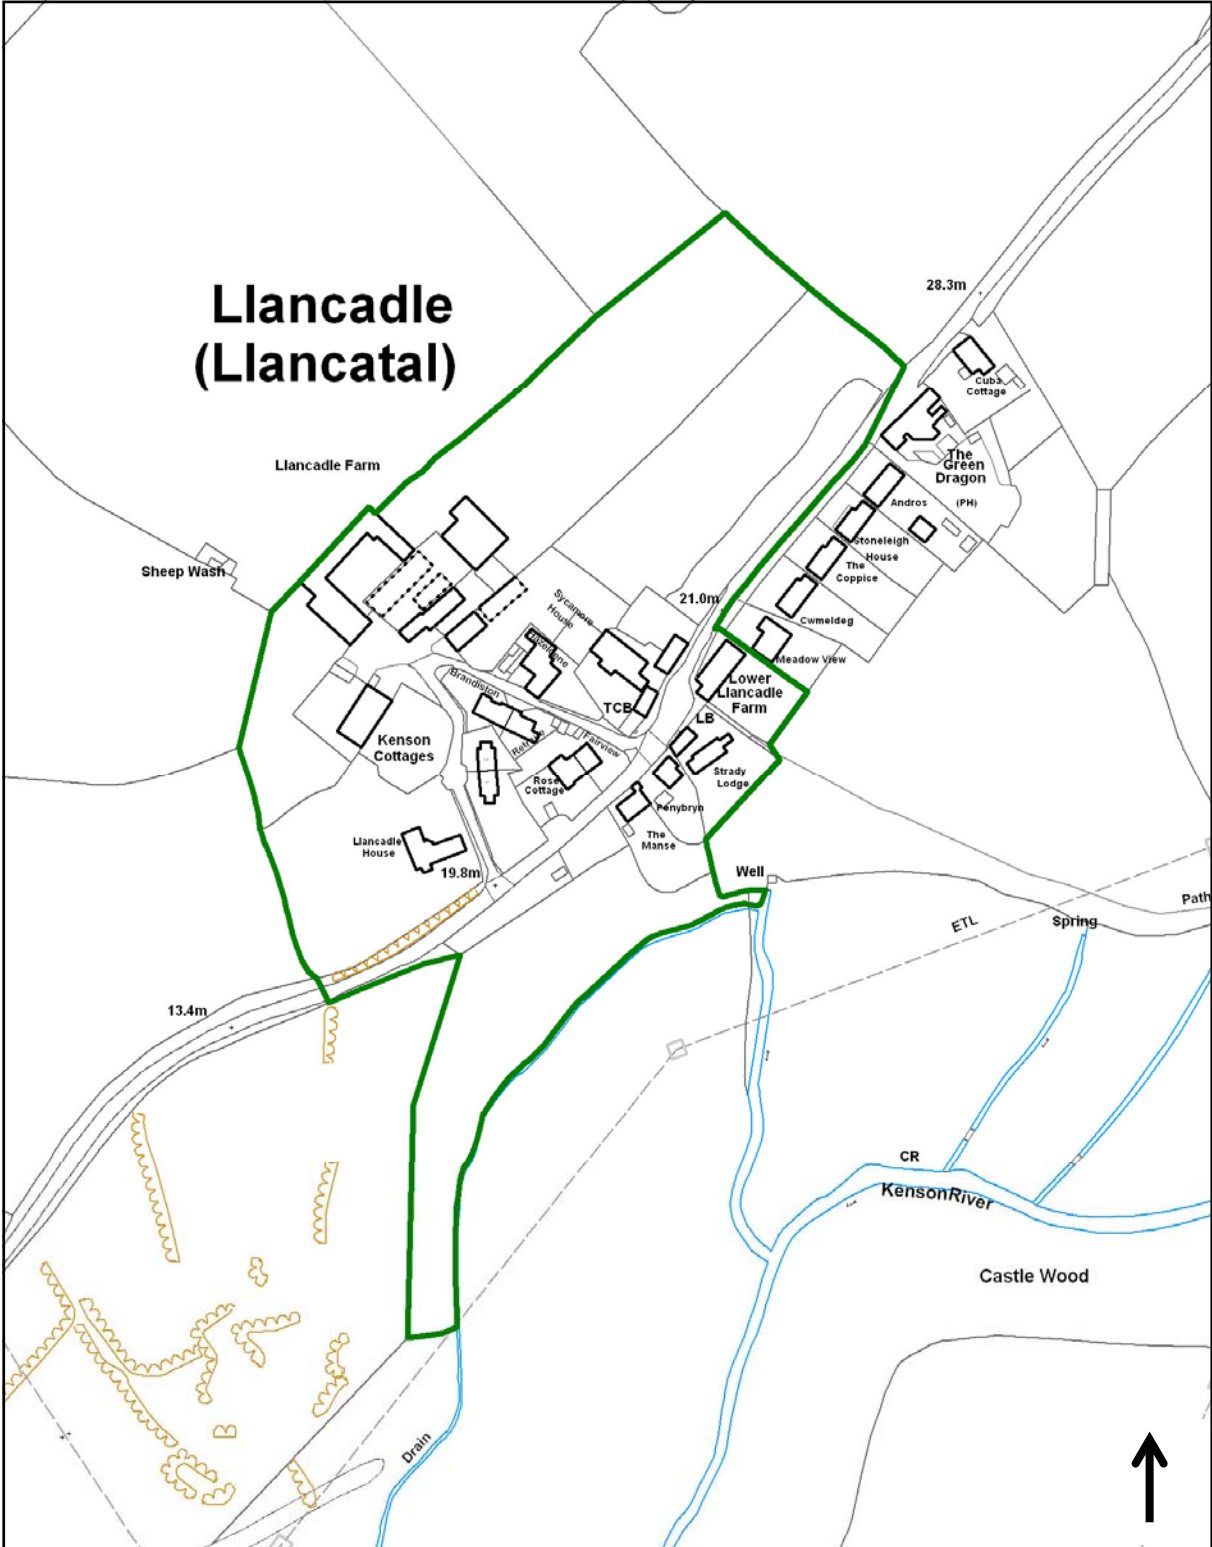 Llancadle
(Llancatal)
28.3m
Cuba
Cottage
The
Green
Dragon
(PH)
Llancadle Farm
Andros
Stoneleigh
House
The
Coppice
Sheep Wash
Sycamore
House
21.0m
Cwmeldeg
Hazeldene
Meadow View
Brandiston
Lower
Llancadle
Farm
TCB
LB
Kenson
Cottages
Retreat
Fairview
Rose
Cottage
Strady
Lodge
Penybryn
The
Manse
Llancadle
House
19.8m
Well
Path
ETL
Spring
13.4m
CR
KensonRiver
Castle Wood
Drain